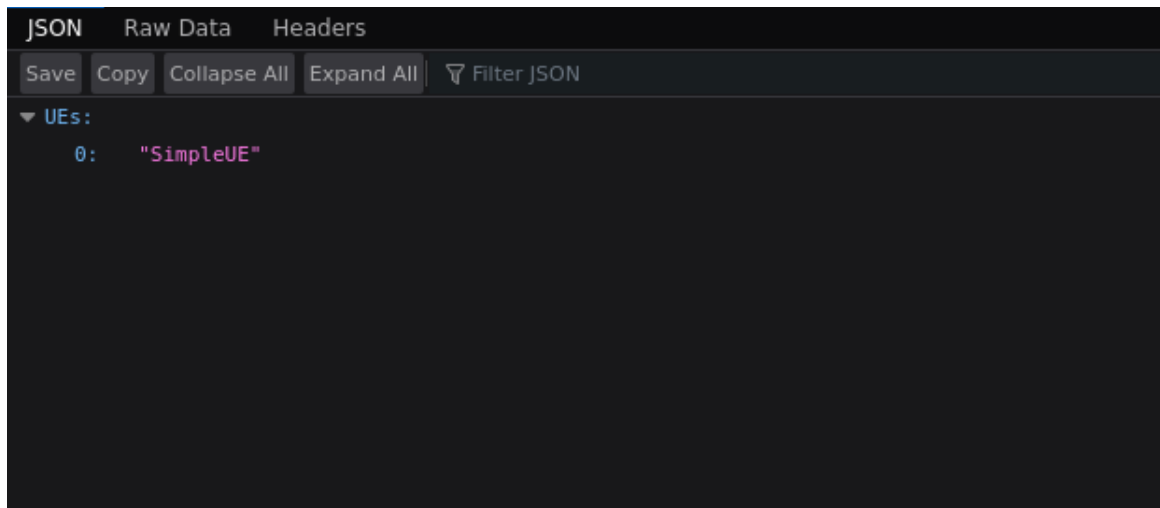 JSON Raw Data Headers
Save Copy Collapse All Expand All Filter JSON
UEs:
0: "SimpleUE"